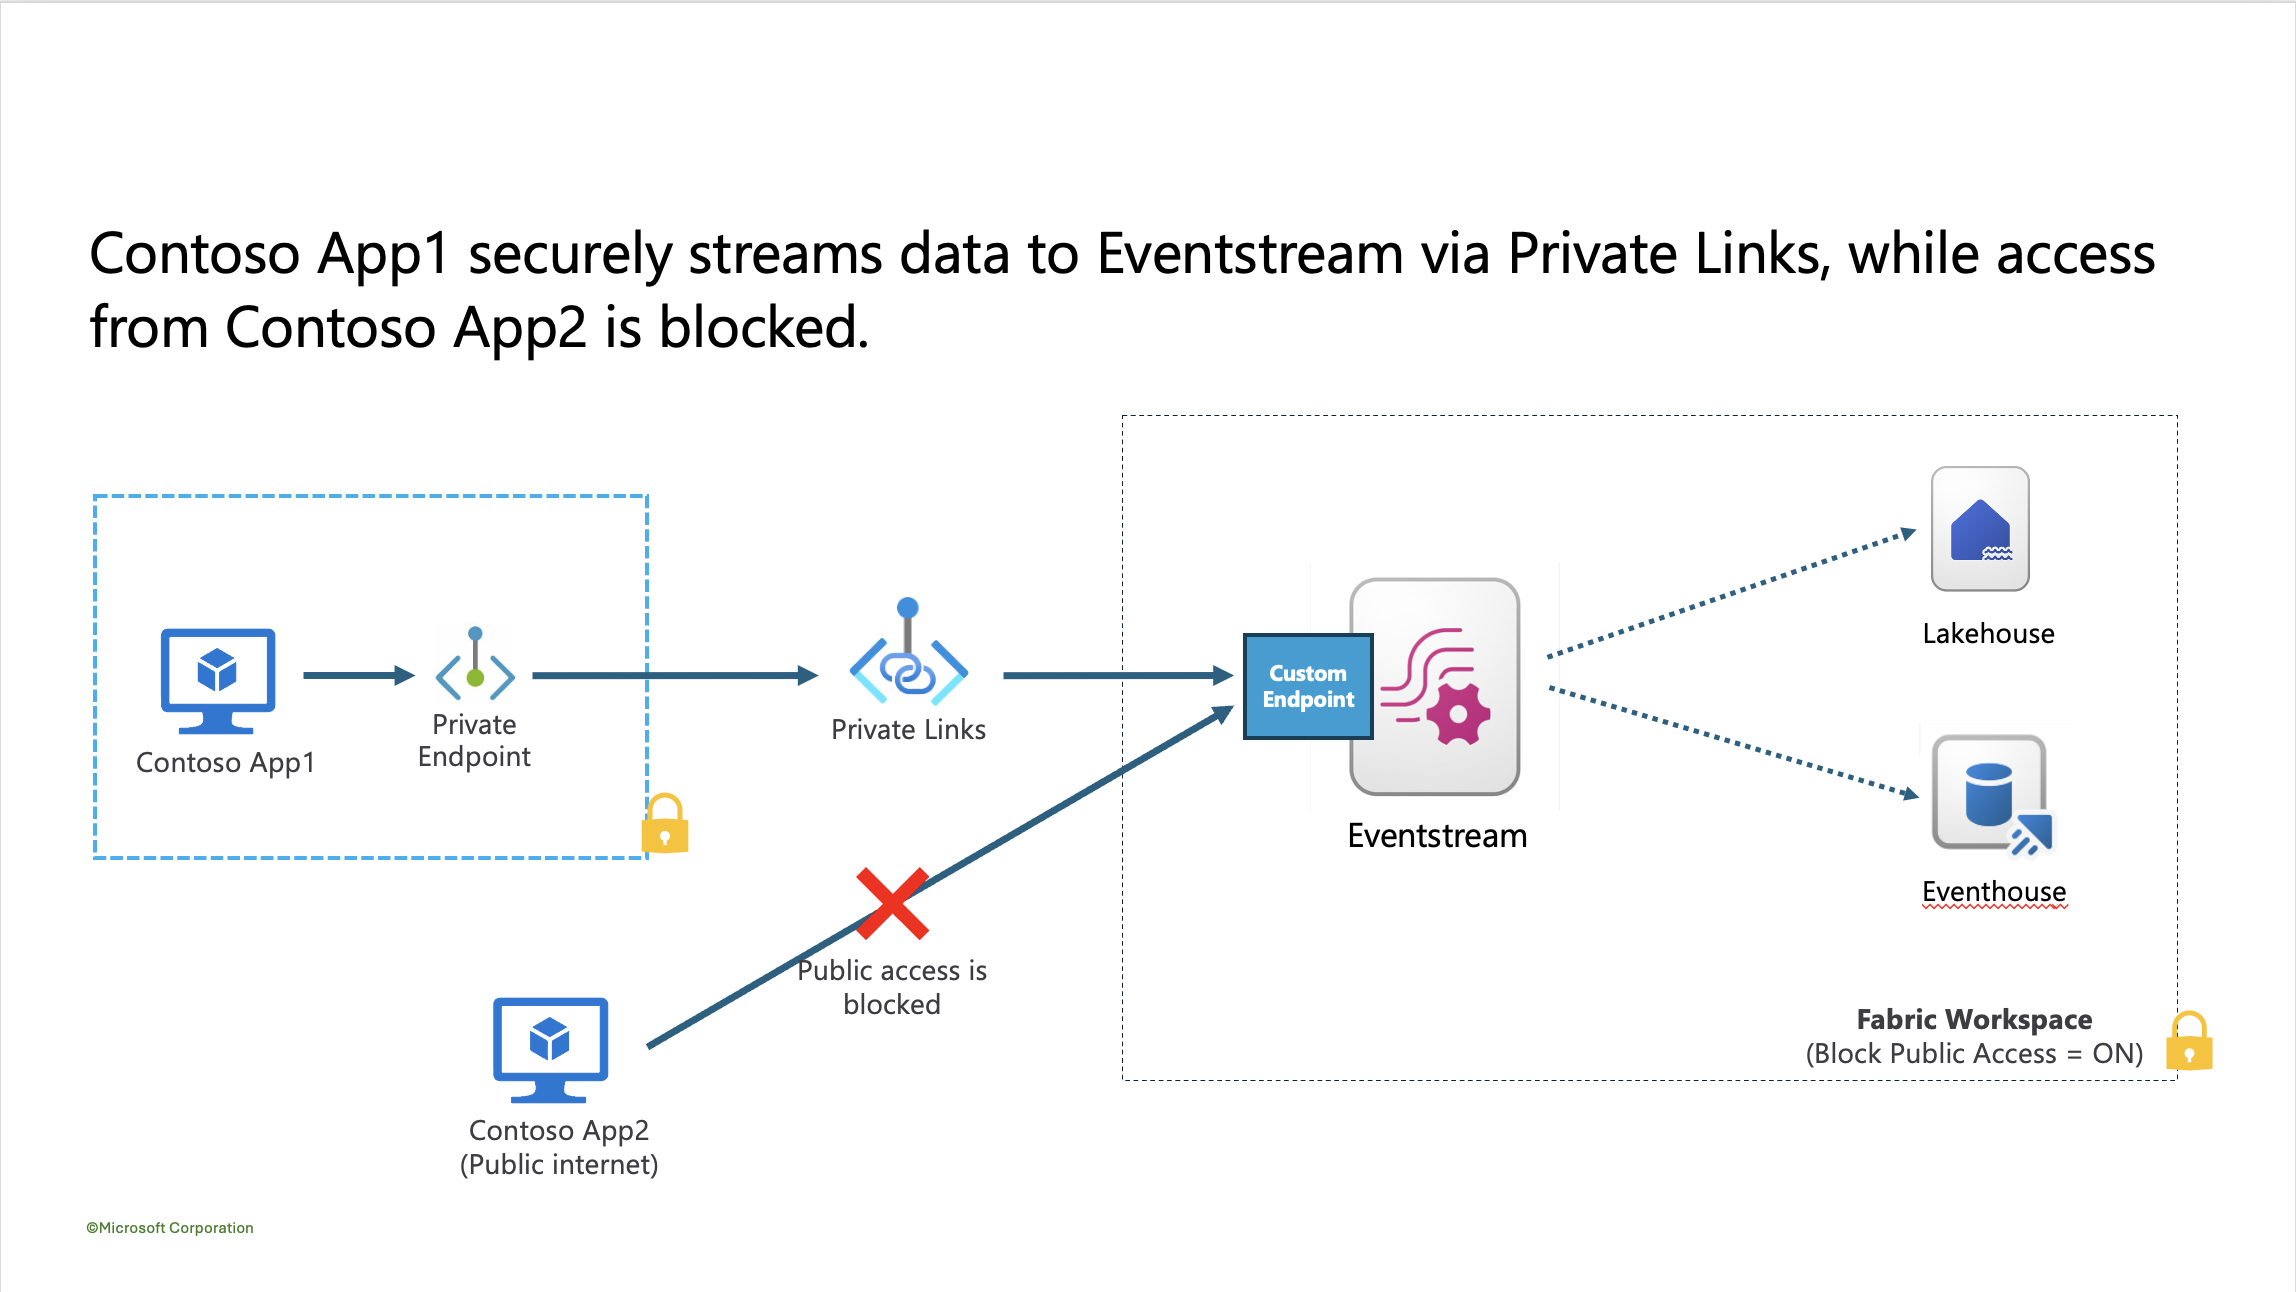 Contoso App1 securely streams data to Eventstream via Private Links, while access
from Contoso App2 is blocked.
Contoso App1
Private
Endpoint
Private Links
Custom
Endpoint
Eventstream
Lakehouse
Eventhouse
Public access is
blocked
Contoso App2
(Public internet)
Fabric Workspace
(Block Public Access = ON)
©Microsoft Corporation